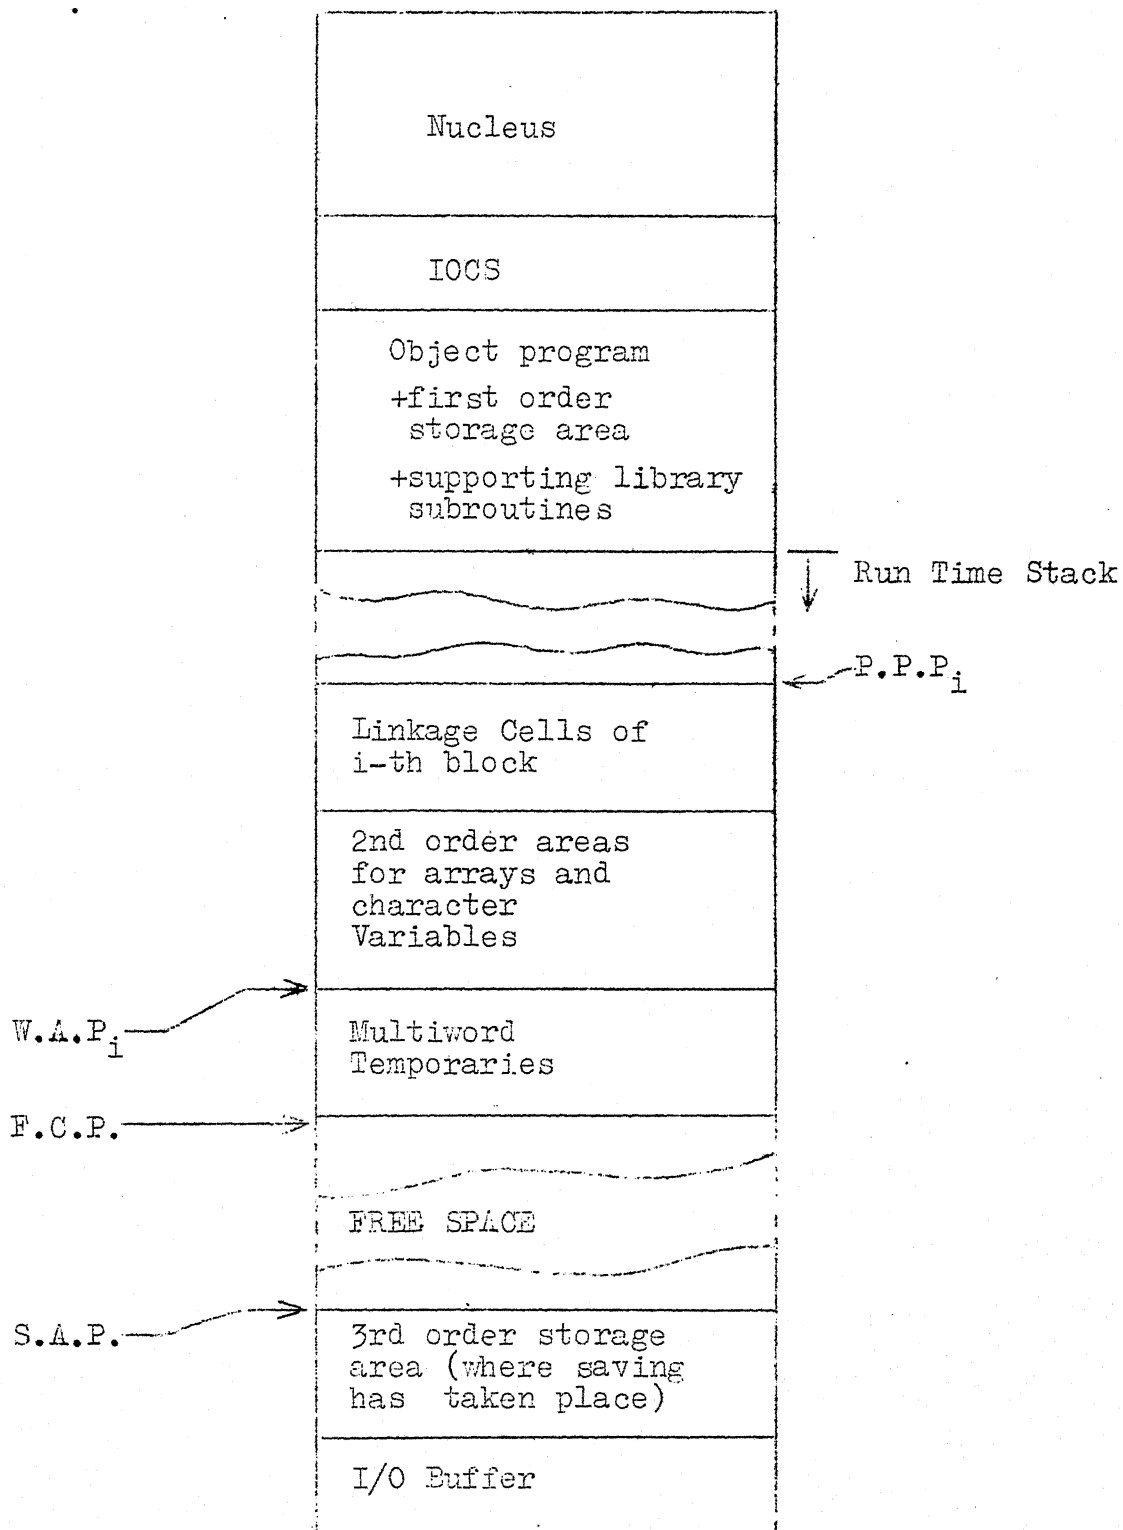 Nucleus
IOCS
Object program
+first order
storage area
+supporting library
subroutines
Run Time Stack
P.P.Pi
Linkage Cells of
i-th block
2nd order areas
for arrays and
character
Variables
W.A.Pi
Multiword
Temporaries
F.C.P.
FREE SPACE
S.A.P.
3rd order storage
area (where saving
has taken place)
I/O Buffer